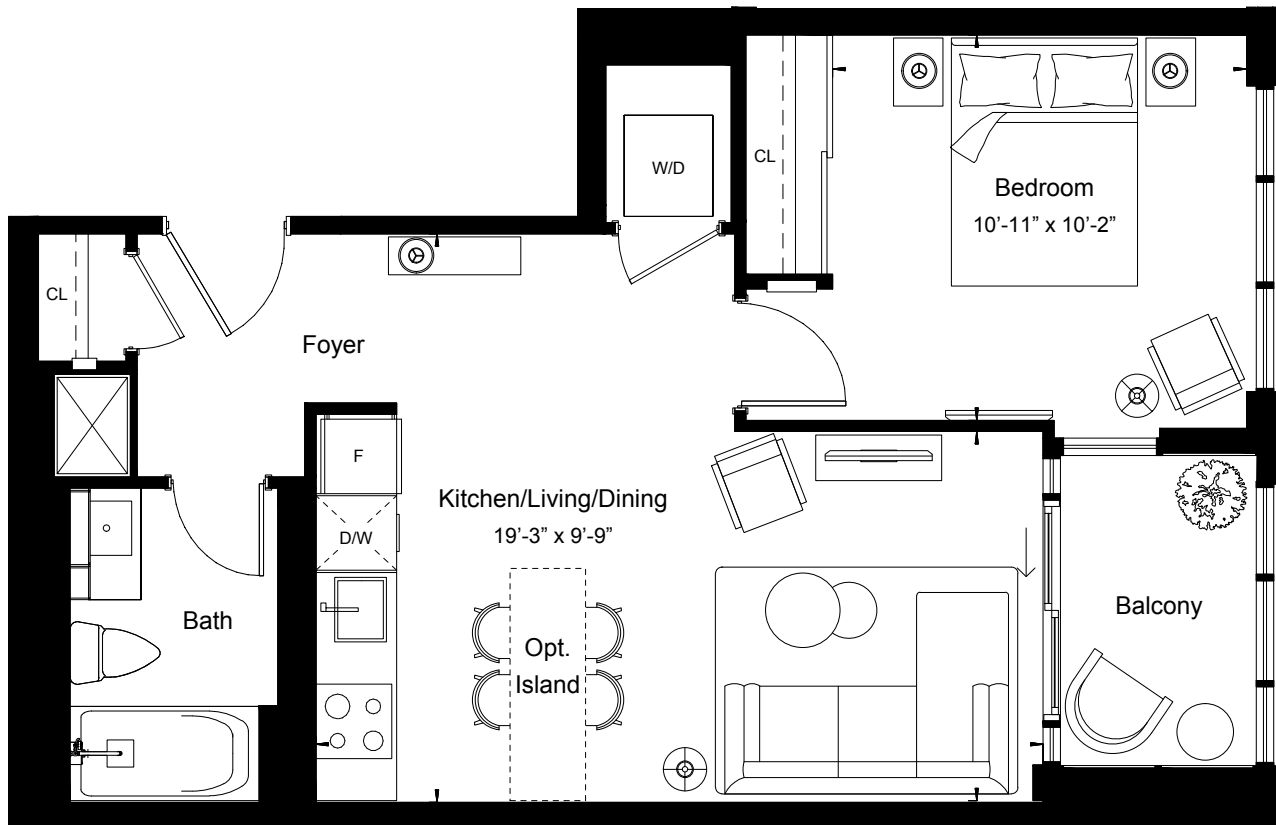 W/D
CL
Bedroom
10’-11” x 10’-2”
CL
Foyer
F
Kitchen/Living/Dining
19’-3” x 9’-9”
D/W
Bath
Opt.
Island
Balcony